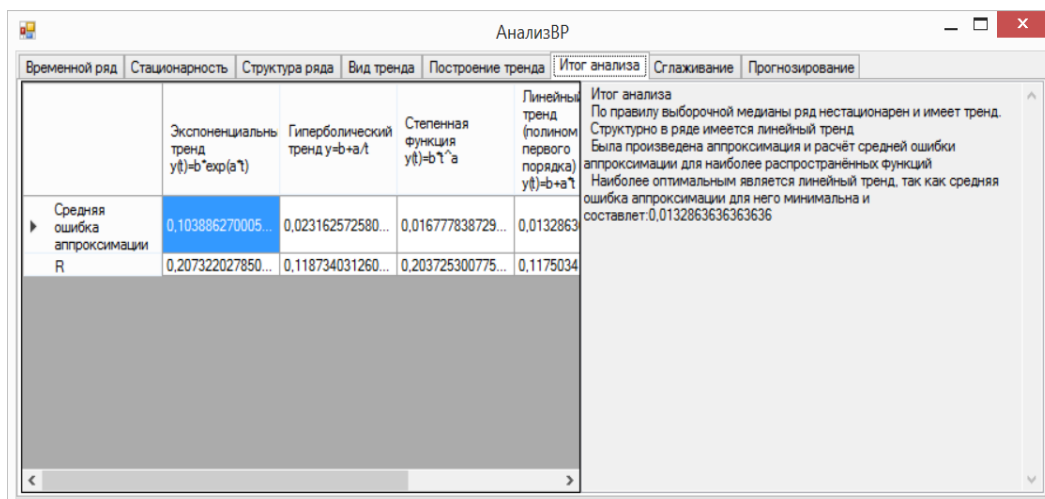 АнализВР
Временной ряд Стационарность Структура ряда Вид тренда Построение тренда Итог анализа Сглаживание Прогнозирование
Экспоненциальнь
тренд
y(t)=b*exp(a*t)
Гиперболический
тренд y=b+a/t
Степенная
функция
y(t)=b*t^a
Линейный
тренд
(полином
первого
порядка)
y(t)=b+a*t
Средняя
ошибка
аппроксимации
0,103886270005... 0,023162572580... 0,016777838729... 0,0132863
R 0,207322027850... 0,118734031260... 0,203725300775... 0,1175034
Итог анализа
По правилу выборочной медианы ряд нестационарен и имеет тренд.
Структурно в ряде имеется линейный тренд
Была произведена аппроксимация и расчёт средней ошибки
аппроксимации для наиболее распространённых функций
Наиболее оптимальным является линейный тренд, так как средняя
ошибка аппроксимации для него минимальна и
составлет:0,0132863636363636